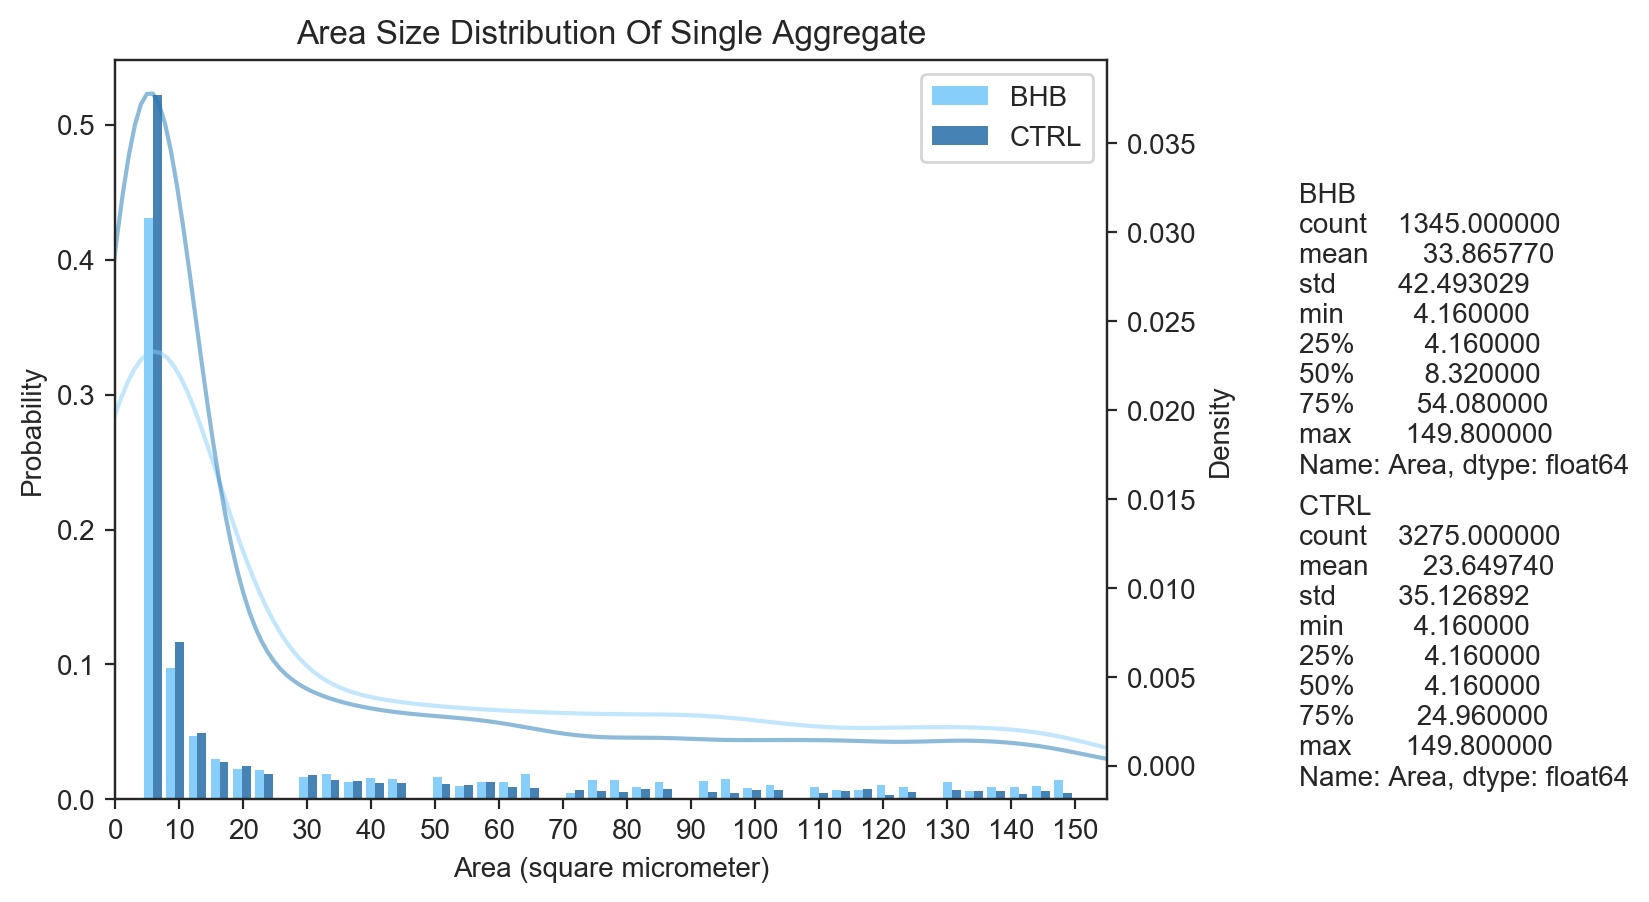 Area Size Distribution Of Single Aggregate
BHB
CTRL
Probability
0.5
0.4
0.3
0.2
0.1
0.0
0 10 20 30 40 50 60 70 80 90 100 110 120 130 140 150
Area (square micrometer)
0.035
0.030
0.025
0.020
0.015
0.010
0.005
0.000
Density
BHB
count 1345.000000
mean 33.865770
std 42.493029
min 4.160000
25% 4.160000
50% 8.320000
75% 54.080000
max 149.800000
Name: Area, dtype: float64
CTRL
count 3275.000000
mean 23.649740
std 35.126892
min 4.160000
25% 4.160000
50% 4.160000
75% 24.960000
max 149.800000
Name: Area, dtype: float64